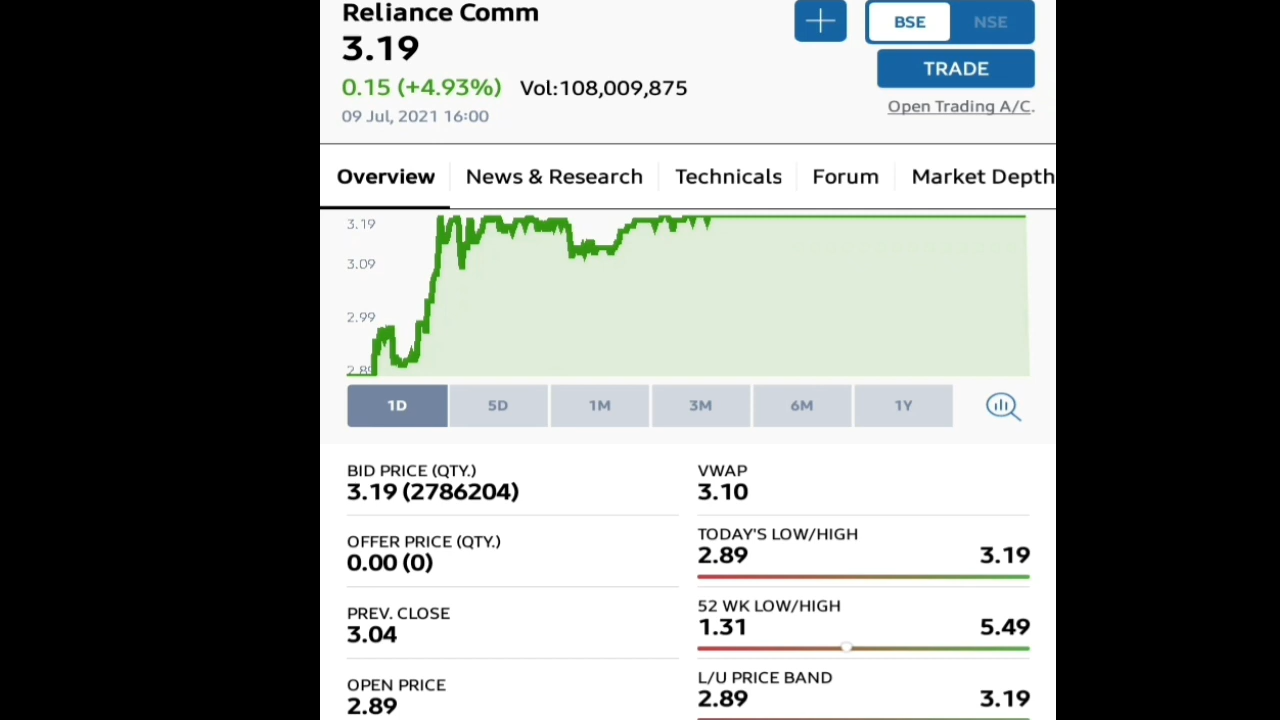 Reliance Comm
3.19
0.15 (+4.93%) Vol:108,009,875
09 Jul, 2021 16:00
BSE NSE
TRADE
Open Trading A/C.
Overview News & Research Technicals Forum Market Depth
3.19
3.09
2.99
2.89
1D 5D 1M 3M 6M 1Y
BID PRICE (QTY.)
3.19 (2786204)
VWAP
3.10
OFFER PRICE (QTY.)
0.00 (0)
TODAY'S LOW/HIGH
2.89 3.19
PREV. CLOSE
3.04
52 WK LOW/HIGH
1.31 5.49
OPEN PRICE
2.89
L/U PRICE BAND
2.89 3.19